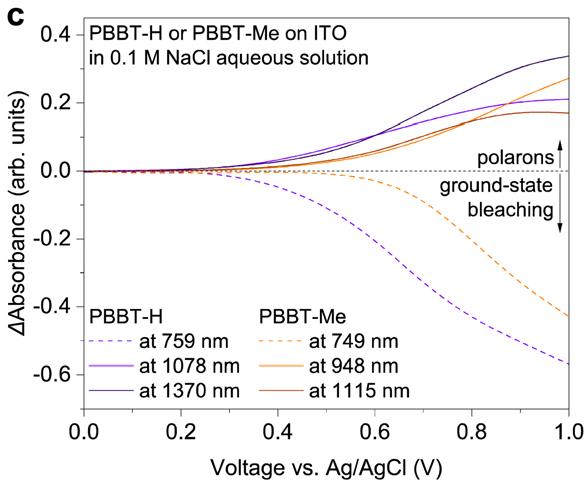 c
PBBT-H or PBBT-Me on ITO
in 0.1 M NaCl aqueous solution
0.4
0.2
0.0
-0.2
-0.4
-0.6
ΔAbsorbance (arb. units)
polarons
ground-state
bleaching
PBBT-H PBBT-Me
at 759 nm at 749 nm
at 1078 nm at 948 nm
at 1370 nm at 1115 nm
0.0 0.2 0.4 0.6 0.8 1.0
Voltage vs. Ag/AgCl (V)